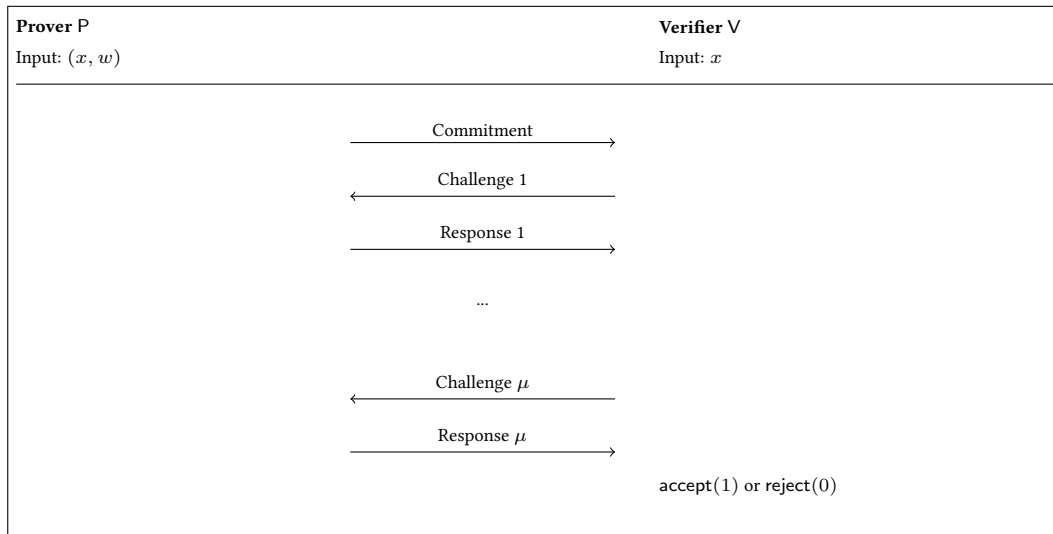 Prover P Verifier V
Input: (x, w) Input: x
Commitment
Challenge 1
Response 1
...
Challenge μ
Response μ
accept(1) or reject(0)